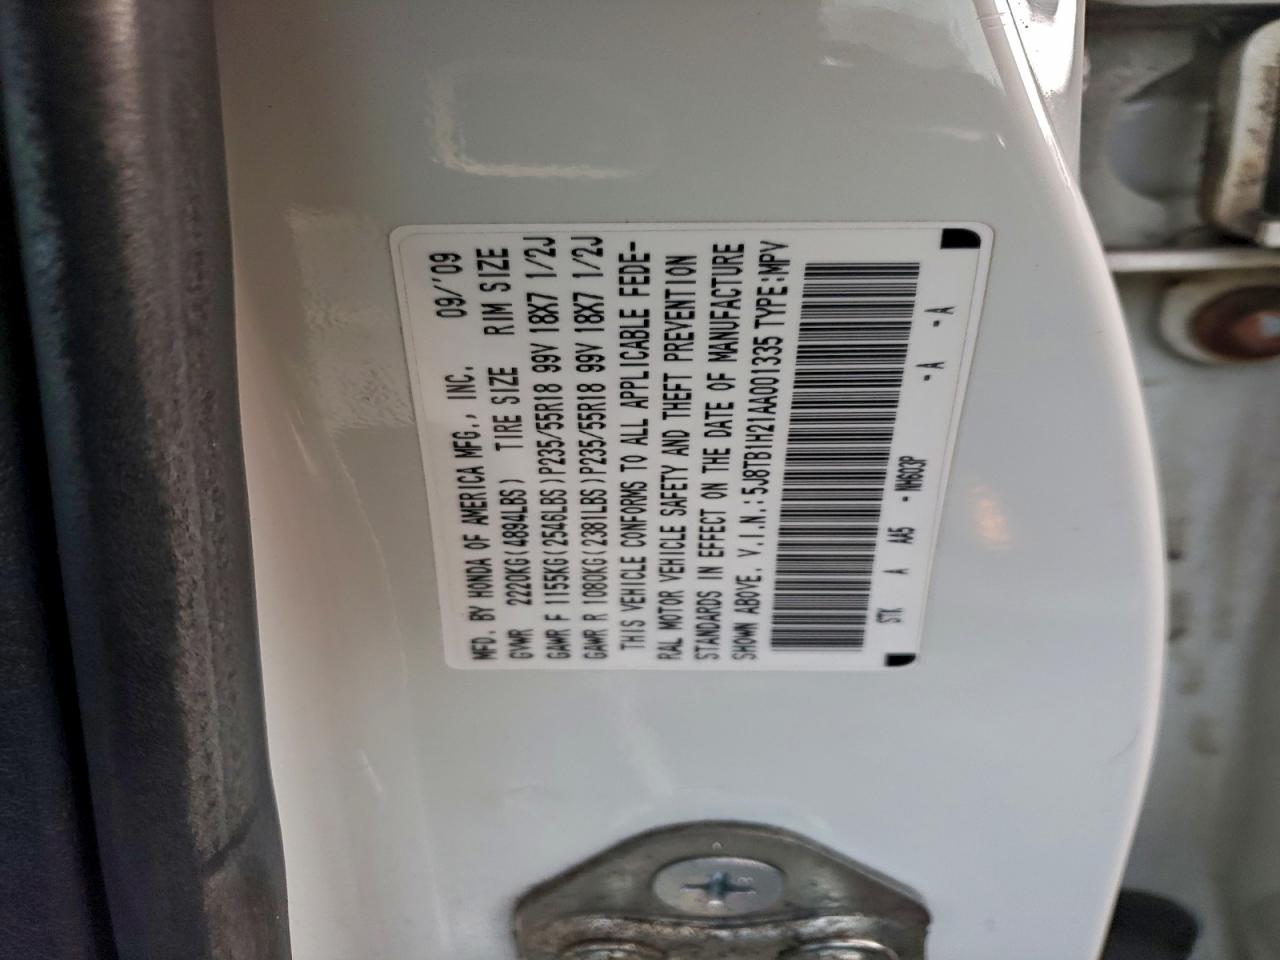 MFD. BY HONDA OF AMERICA MFG., INC. 09/'09
GVWR 2220KG(4894LBS) TIRE SIZE RIM SIZE
GAWR F 1155KG(2546LBS)P235/55R18 99V 18X7 1/2J
GAWR R 1080KG(2381LBS)P235/55R18 99V 18X7 1/2J
THIS VEHICLE CONFORMS TO ALL APPLICABLE FEDE-
RAL MOTOR VEHICLE SAFETY AND THEFT PREVENTION
STANDARDS IN EFFECT ON THE DATE OF MANUFACTURE
SHOWN ABOVE. V.I.N.:5J8TB1H21AA001335 TYPE:MPV
STK A AA5 - NH603P - A - A